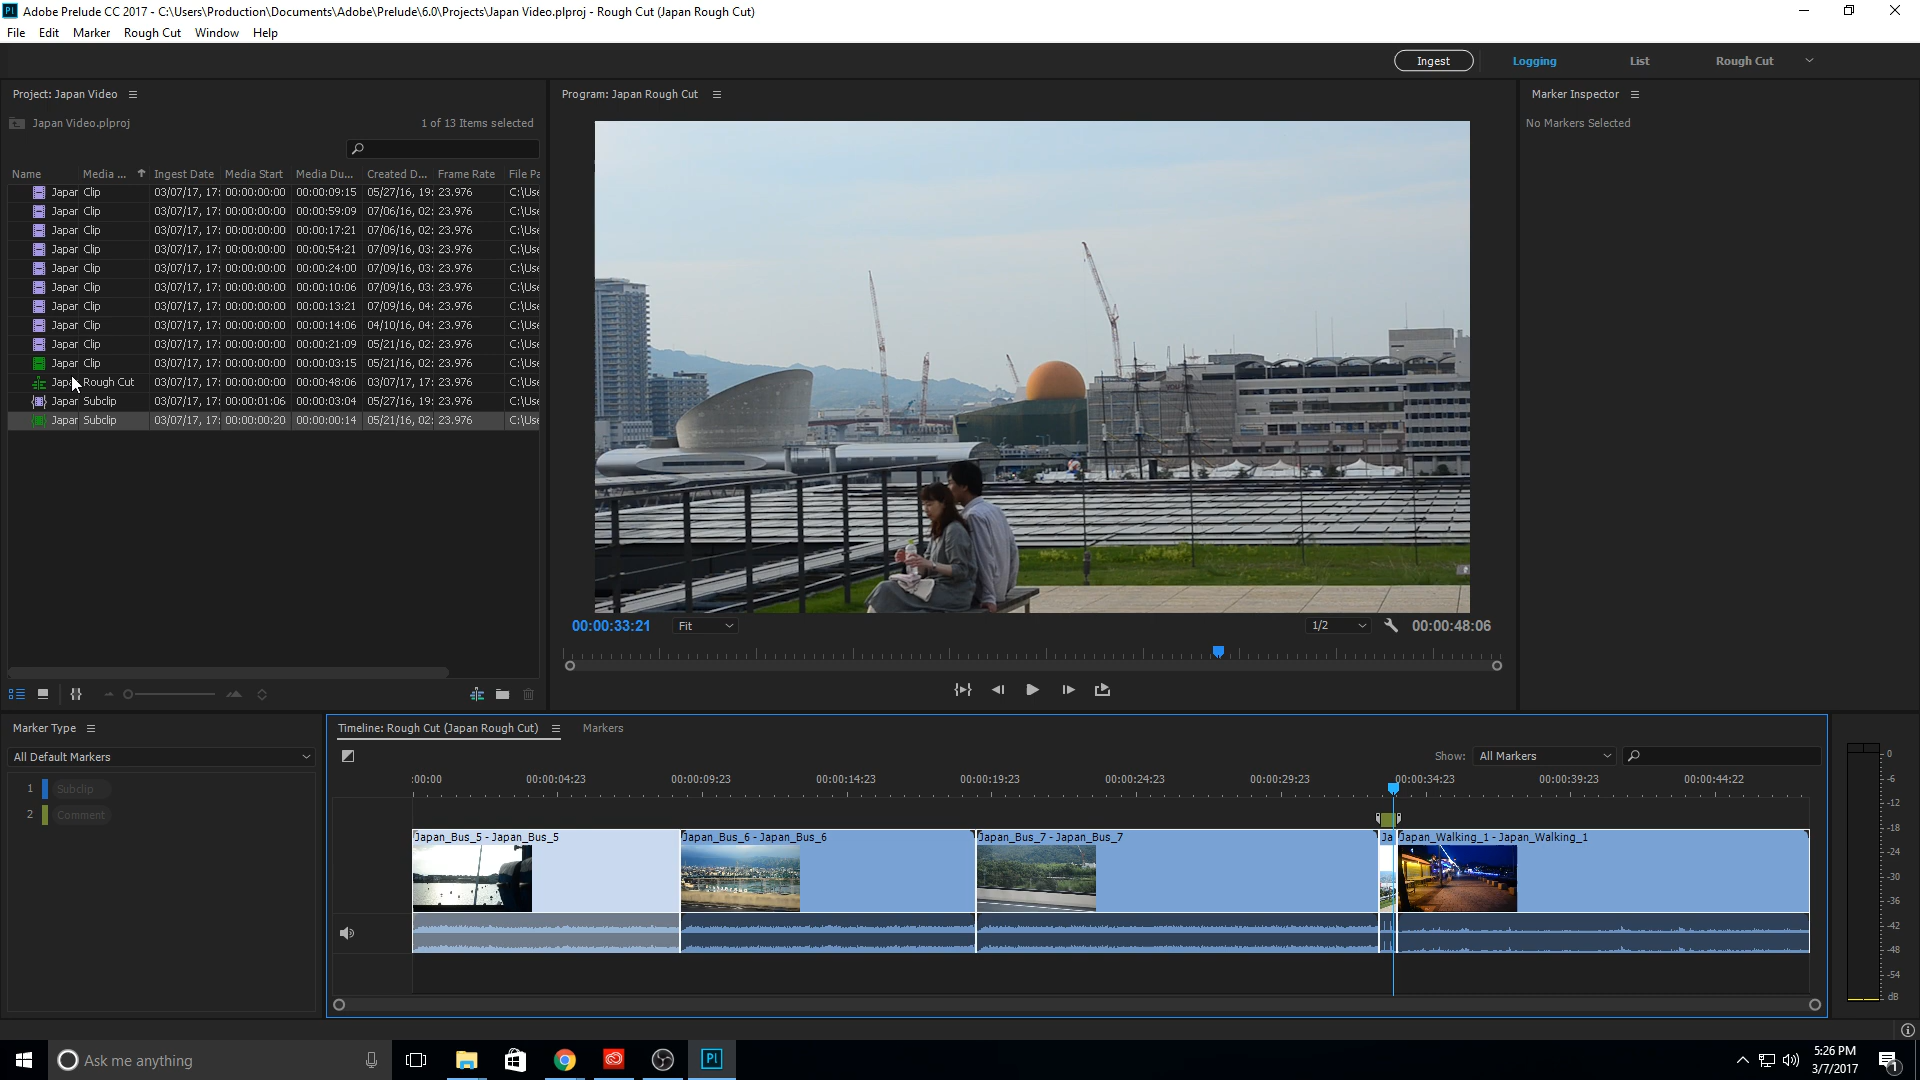 Adobe Prelude CC 2017 - C:\Users\Production\Documents\Adobe\Prelude\6.0\Projects\Japan Video.plproj - Rough Cut (Japan Rough Cut)
File Edit Marker Rough Cut Window Help
Ingest Logging List Rough Cut
Project: Japan Video
Japan Video.plproj 1 of 13 Items selected
Name Media ... Ingest Date Media Start Media Du... Created D... Frame Rate File Pa
Japar Clip 03/07/17, 17: 00:00:00:00 00:00:09:15 05/27/16, 19: 23.976 C:\Use
Japar Clip 03/07/17, 17: 00:00:00:00 00:00:59:09 07/06/16, 02: 23.976 C:\Use
Japar Clip 03/07/17, 17: 00:00:00:00 00:00:17:21 07/06/16, 02: 23.976 C:\Use
Japar Clip 03/07/17, 17: 00:00:00:00 00:00:54:21 07/09/16, 03: 23.976 C:\Use
Japar Clip 03/07/17, 17: 00:00:00:00 00:00:24:00 07/09/16, 03: 23.976 C:\Use
Japar Clip 03/07/17, 17: 00:00:00:00 00:00:10:06 07/09/16, 03: 23.976 C:\Use
Japar Clip 03/07/17, 17: 00:00:00:00 00:00:13:21 07/09/16, 04: 23.976 C:\Use
Japar Clip 03/07/17, 17: 00:00:00:00 00:00:14:06 04/10/16, 04: 23.976 C:\Use
Japar Clip 03/07/17, 17: 00:00:00:00 00:00:21:09 05/21/16, 02: 23.976 C:\Use
Japar Clip 03/07/17, 17: 00:00:00:00 00:00:03:15 05/21/16, 02: 23.976 C:\Use
Japar Rough Cut 03/07/17, 17: 00:00:00:00 00:00:48:06 03/07/17, 17: 23.976 C:\Use
Japar Subclip 03/07/17, 17: 00:00:01:06 00:00:03:04 05/27/16, 19: 23.976 C:\Use
Japar Subclip 03/07/17, 17: 00:00:00:20 00:00:00:14 05/21/16, 02: 23.976 C:\Use
Program: Japan Rough Cut
00:00:33:21 Fit 1/2 00:00:48:06
Marker Inspector
No Markers Selected
Marker Type
All Default Markers
1 Subclip
2 Comment
Timeline: Rough Cut (Japan Rough Cut) Markers
Show: All Markers
:00:00 00:00:04:23 00:00:09:23 00:00:14:23 00:00:19:23 00:00:24:23 00:00:29:23 00:00:34:23 00:00:39:23 00:00:44:22
Japan_Bus_5 - Japan_Bus_5 Japan_Bus_6 - Japan_Bus_6 Japan_Bus_7 - Japan_Bus_7 Ja Japan_Walking_1 - Japan_Walking_1
0
-6
-12
-18
-24
-30
-36
-42
-48
-54
dB
Ask me anything
Pl
5:26 PM
3/7/2017
1